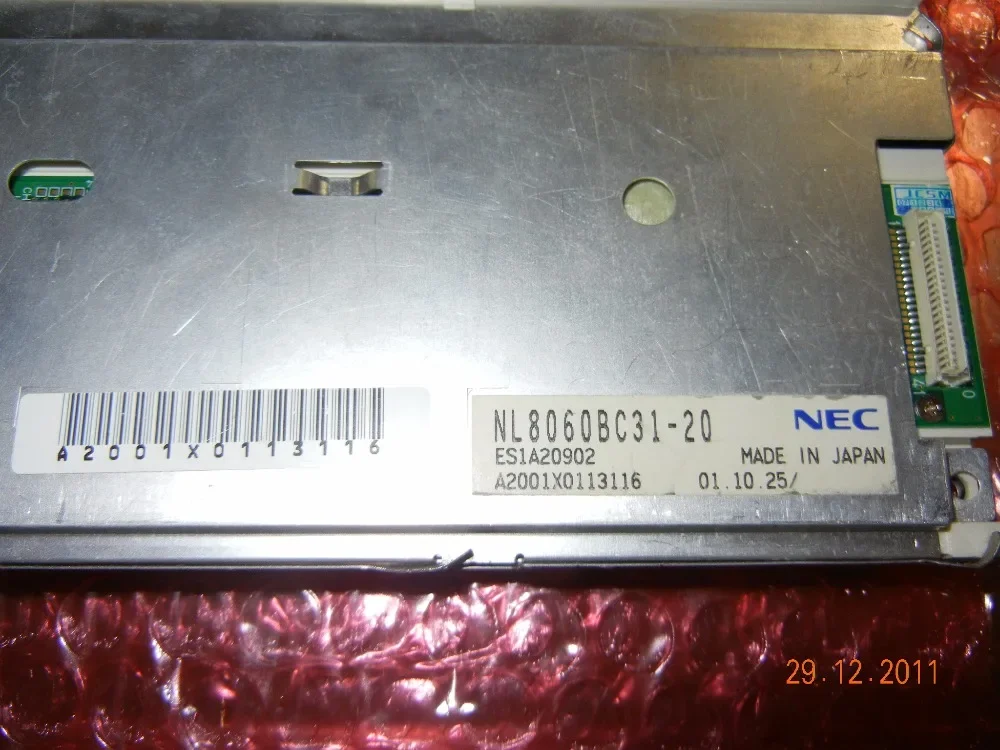 A2001X0113116
NL8060BC31-20 NEC
ES1A20902 MADE IN JAPAN
A2001X0113116 01.10.25/
29.12.2011